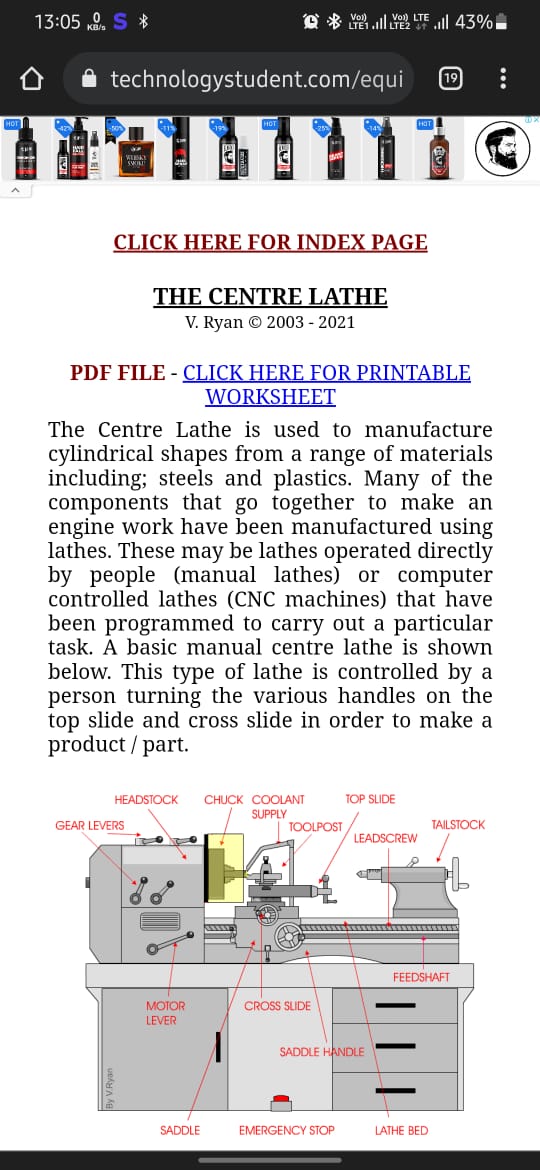 13:05 0 KB/s S Vo)) LTE1 Vo)) LTE2 LTE 43%
technologystudent.com/equi 19
HOT -42% -50% -11% -19% HOT -25% -14% HOT
WHISKY
SMOKE
CLICK HERE FOR INDEX PAGE
THE CENTRE LATHE
V. Ryan © 2003 - 2021
PDF FILE - CLICK HERE FOR PRINTABLE
WORKSHEET
The Centre Lathe is used to manufacture
cylindrical shapes from a range of materials
including; steels and plastics. Many of the
components that go together to make an
engine work have been manufactured using
lathes. These may be lathes operated directly
by people (manual lathes) or computer
controlled lathes (CNC machines) that have
been programmed to carry out a particular
task. A basic manual centre lathe is shown
below. This type of lathe is controlled by a
person turning the various handles on the
top slide and cross slide in order to make a
product / part.
HEADSTOCK CHUCK COOLANT TOP SLIDE
SUPPLY
GEAR LEVERS TOOLPOST TAILSTOCK
LEADSCREW
FEEDSHAFT
MOTOR CROSS SLIDE
LEVER
SADDLE HANDLE
By V.Ryan
SADDLE EMERGENCY STOP LATHE BED